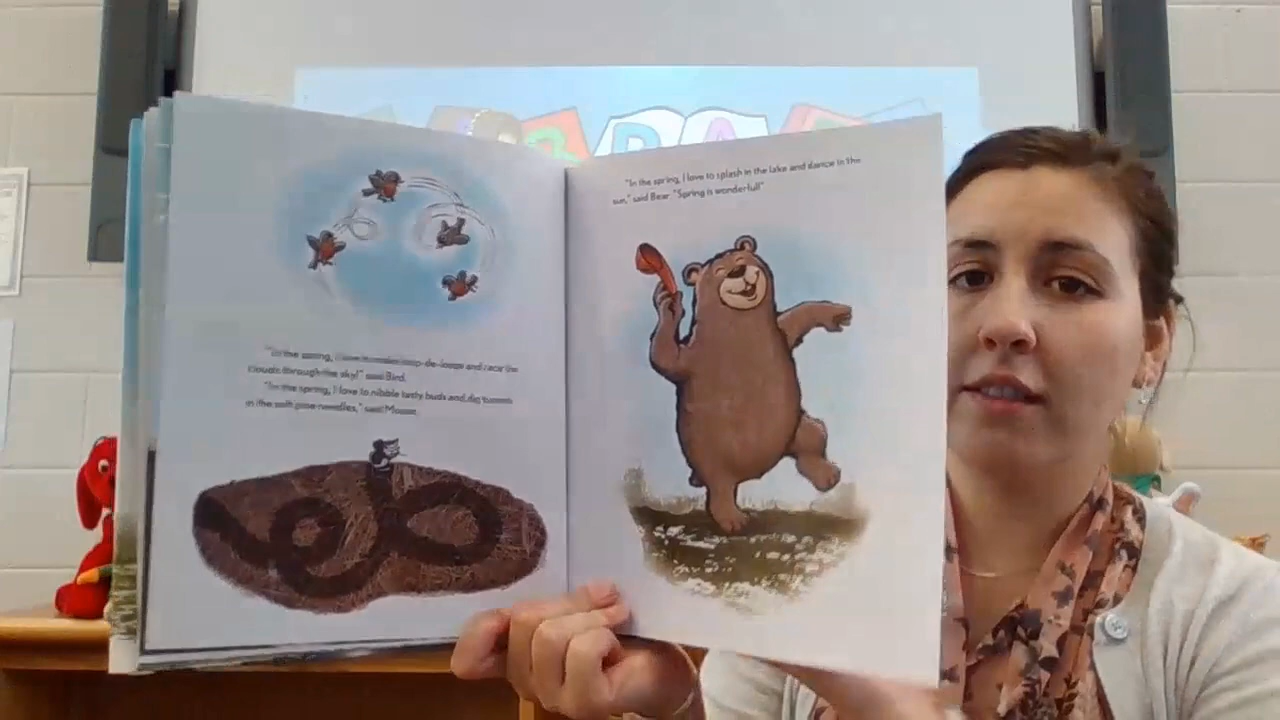 "In the spring, I love to make loop-de-loops and race the
clouds through the sky!" said Bird.
"In the spring, I love to nibble tasty buds and dig tunnels
in the soft pine needles," said Mouse.
"In the spring, I love to splash in the lake and dance in the
sun," said Bear. "Spring is wonderful!"